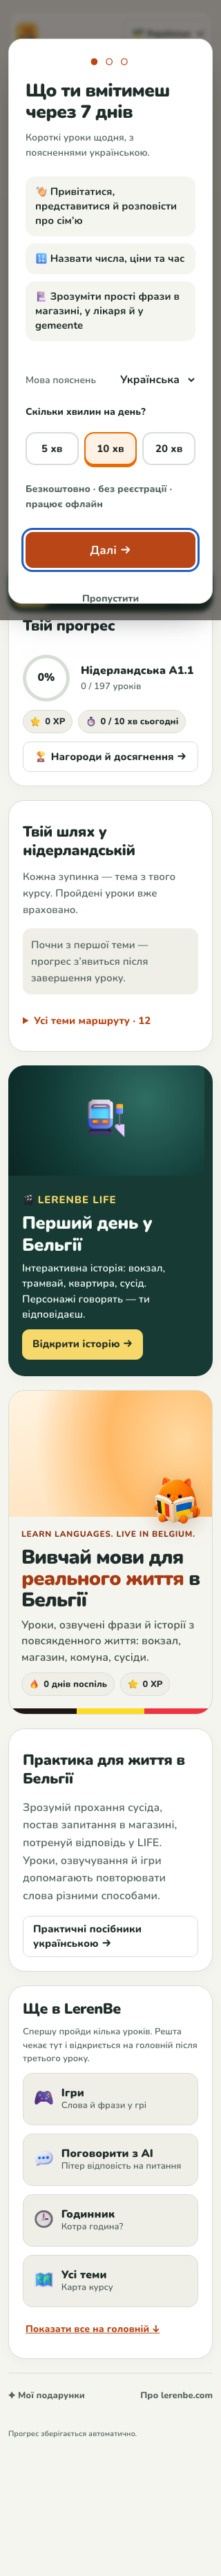 Що ти вмітимеш
через 7 днів
Короткі уроки щодня, з
поясненнями українською.
Привітатися,
представитися й розповісти
про сім’ю
Назвати числа, ціни та час
Зрозуміти прості фрази в
магазині, у лікаря й у
gemeente
Мова пояснень Українська
Скільки хвилин на день?
5 хв 10 хв 20 хв
Безкоштовно · без реєстрації ·
працює офлайн
Далі →
Пропустити
Твій прогрес
0%
Нідерландська A1.1
0 / 197 уроків
0 XP 0 / 10 хв сьогодні
Нагороди й досягнення →
Твій шлях у
нідерландській
Кожна зупинка — тема з твого
курсу. Пройдені уроки вже
враховано.
Почни з першої теми —
прогрес з’явиться після
завершення уроку.
Усі теми маршруту · 12
LERENBE LIFE
Перший день у
Бельгії
Інтерактивна історія: вокзал,
трамвай, квартира, сусід.
Персонажі говорять — ти
відповідаєш.
Відкрити історію →
LEARN LANGUAGES. LIVE IN BELGIUM.
Вивчай мови для
реального життя в
Бельгії
Уроки, озвучені фрази й історії з
повсякденного життя: вокзал,
магазин, комуна, сусіди.
0 днів поспіль 0 XP
Практика для життя в
Бельгії
Зрозумій прохання сусіда,
постав запитання в магазині,
потренуй відповідь у LIFE.
Уроки, озвучування й ігри
допомагають повторювати
слова різними способами.
Практичні посібники
українською →
Ще в LerenBe
Спершу пройди кілька уроків. Решта
чекає тут і відкриється на головній після
третього уроку.
Ігри
Слова й фрази у грі
Поговорити з AI
Пітер відповість на питання
Годинник
Котра година?
Усі теми
Карта курсу
Показати все на головній ↓
✦ Мої подарунки Про lerenbe.com
Прогрес зберігається автоматично.